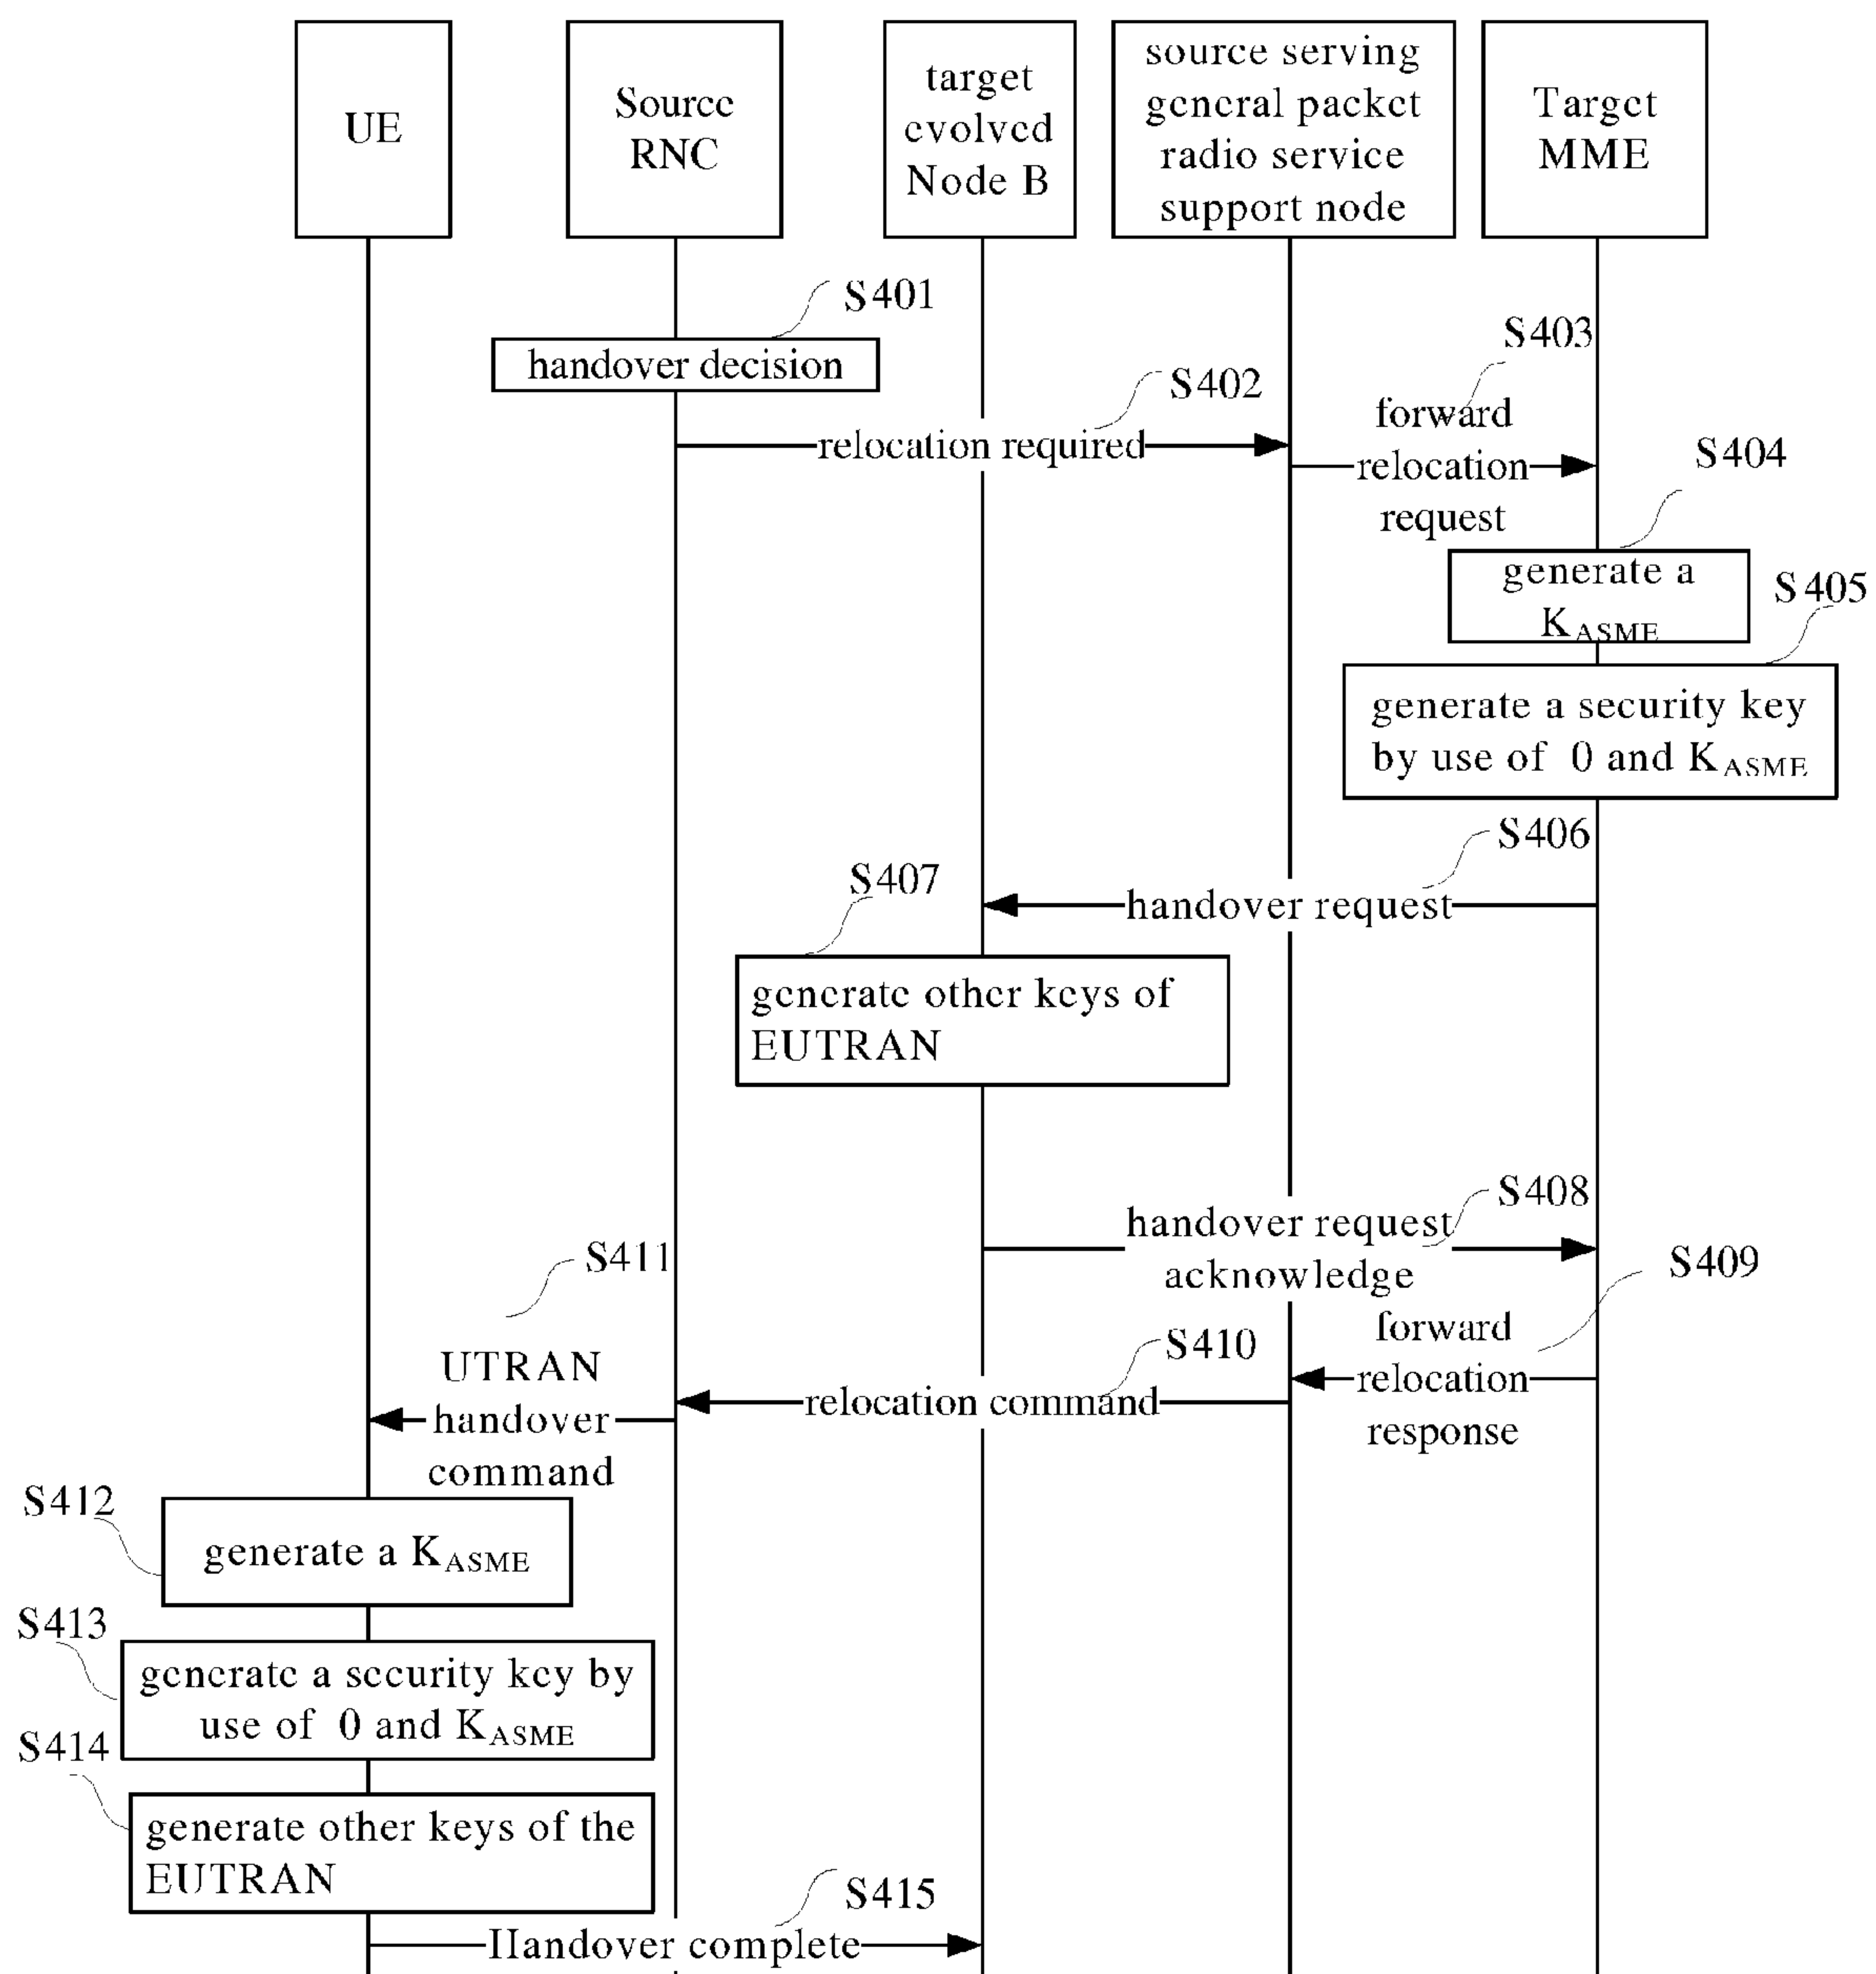 UE
Source
RNC
target
evolved
Node B
source serving
general packet
radio service
support node
Target
MME
S401
handover decision
S402
relocation required
S403
forward
relocation
request
S404
generate a
K_ASME
S405
generate a security key
by use of 0 and K_ASME
S406
handover request
S407
generate other keys of
EUTRAN
S408
handover request
acknowledge
S409
forward
relocation
response
S410
relocation command
S411
UTRAN
handover
command
S412
generate a K_ASME
S413
generate a security key by
use of 0 and K_ASME
S414
generate other keys of the
EUTRAN
S415
Handover complete